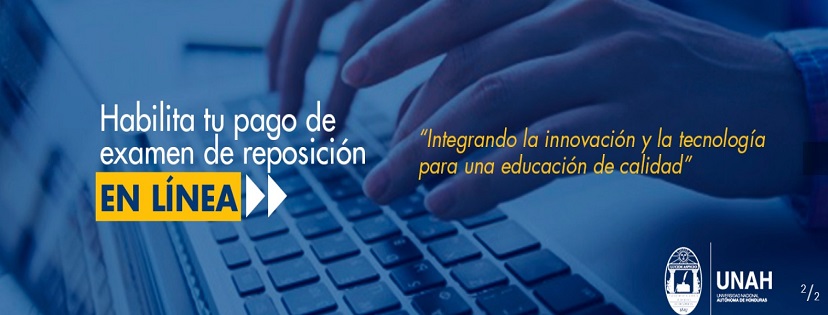 Habilita tu pago de
examen de reposición
EN LÍNEA
“Integrando la innovación y la tecnología
para una educación de calidad”
UNAH
UNIVERSIDAD NACIONAL
AUTÓNOMA DE HONDURAS
2/2